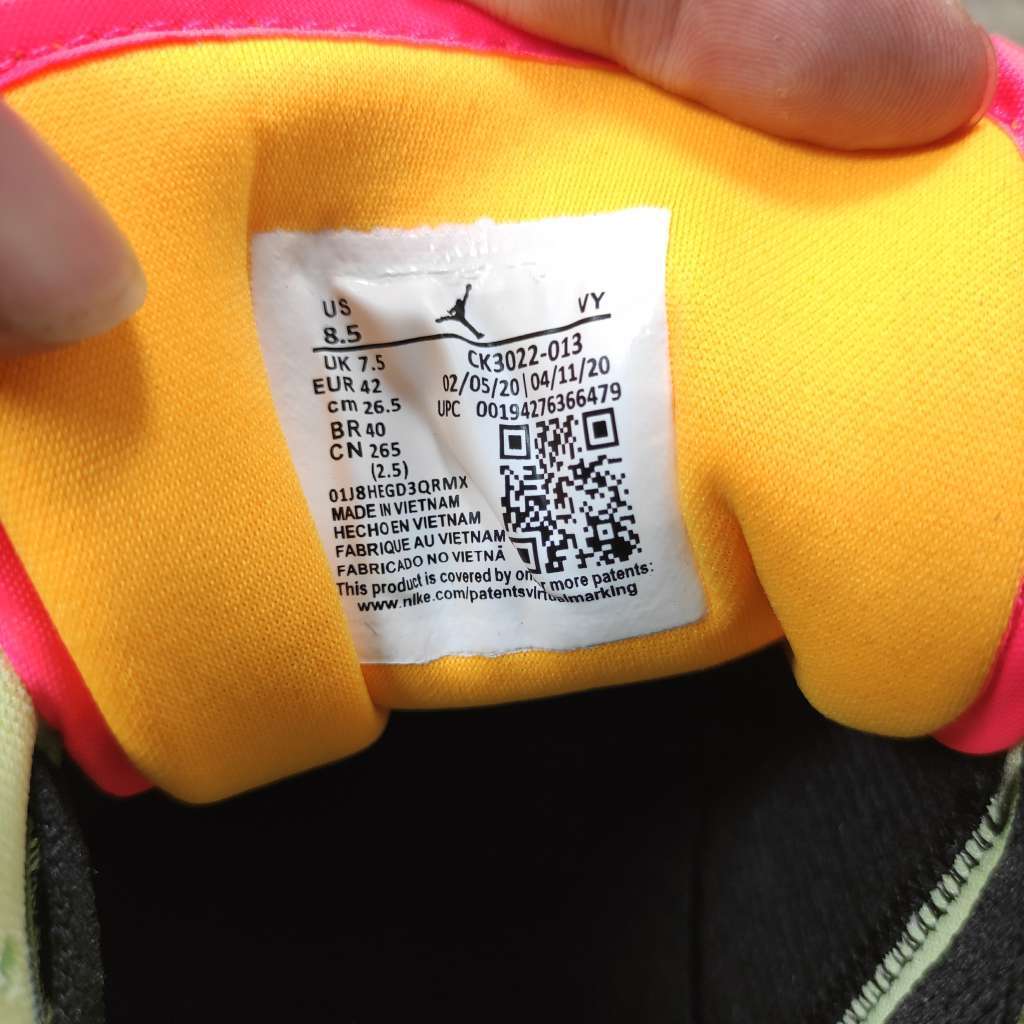 US VY
8.5
UK 7.5 CK3022-013
EUR 42 02/05/20 | 04/11/20
cm 26.5 UPC 00194276366479
BR 40
CN 265
(2.5)
01J8HEGD3QRMX
MADE IN VIETNAM
HECHO EN VIETNAM
FABRIQUE AU VIETNAM
FABRICADO NO VIETNÃ
This product is covered by more patents:
www.nike.com/patentsvirtualmarking